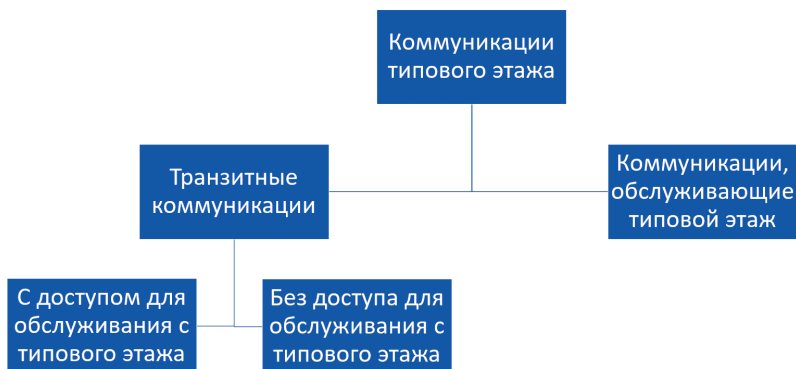 Коммуникации
типового этажа
Транзитные
коммуникации
Коммуникации,
обслуживающие
типовой этаж
С доступом для
обслуживания с
типового этажа
Без доступа для
обслуживания с
типового этажа